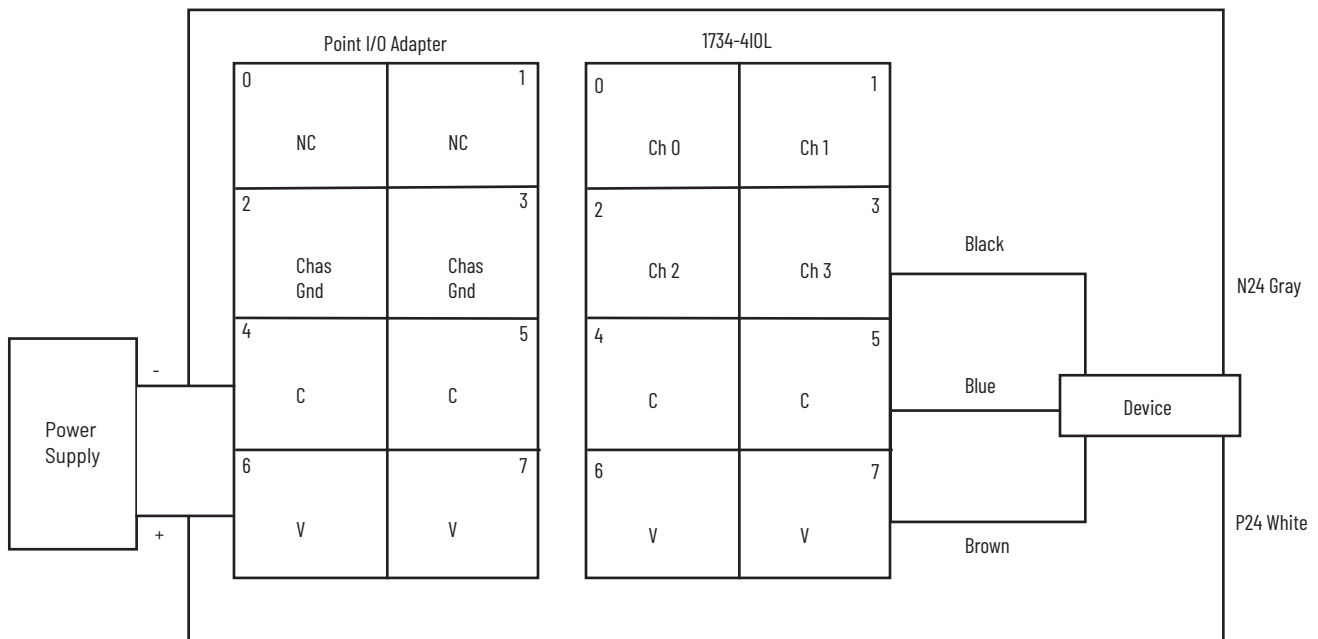 Point I/O Adapter
1734-4IOL
0
1
NC
NC
2
3
Chas
Gnd
Chas
Gnd
4
5
C
C
6
7
V
V
0
1
Ch 0
Ch 1
2
3
Ch 2
Ch 3
4
5
C
C
6
7
V
V
Power
Supply
-
+
Black
Blue
Brown
Device
N24 Gray
P24 White